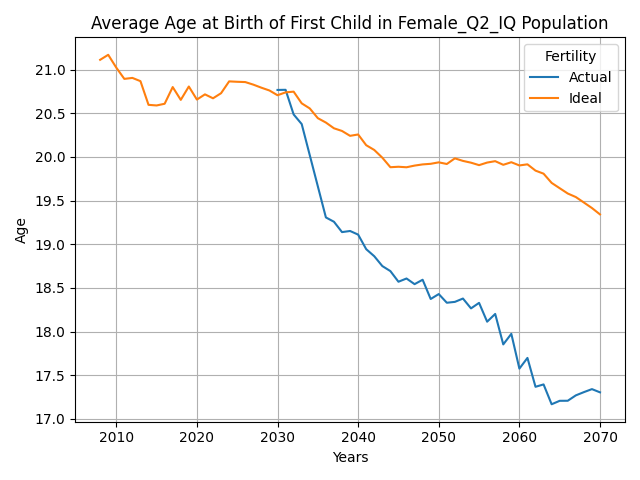 Average Age at Birth of First Child in Female_Q2_IQ Population
Fertility
Actual
Ideal
Age
21.0
20.5
20.0
19.5
19.0
18.5
18.0
17.5
17.0
2010 2020 2030 2040 2050 2060 2070
Years